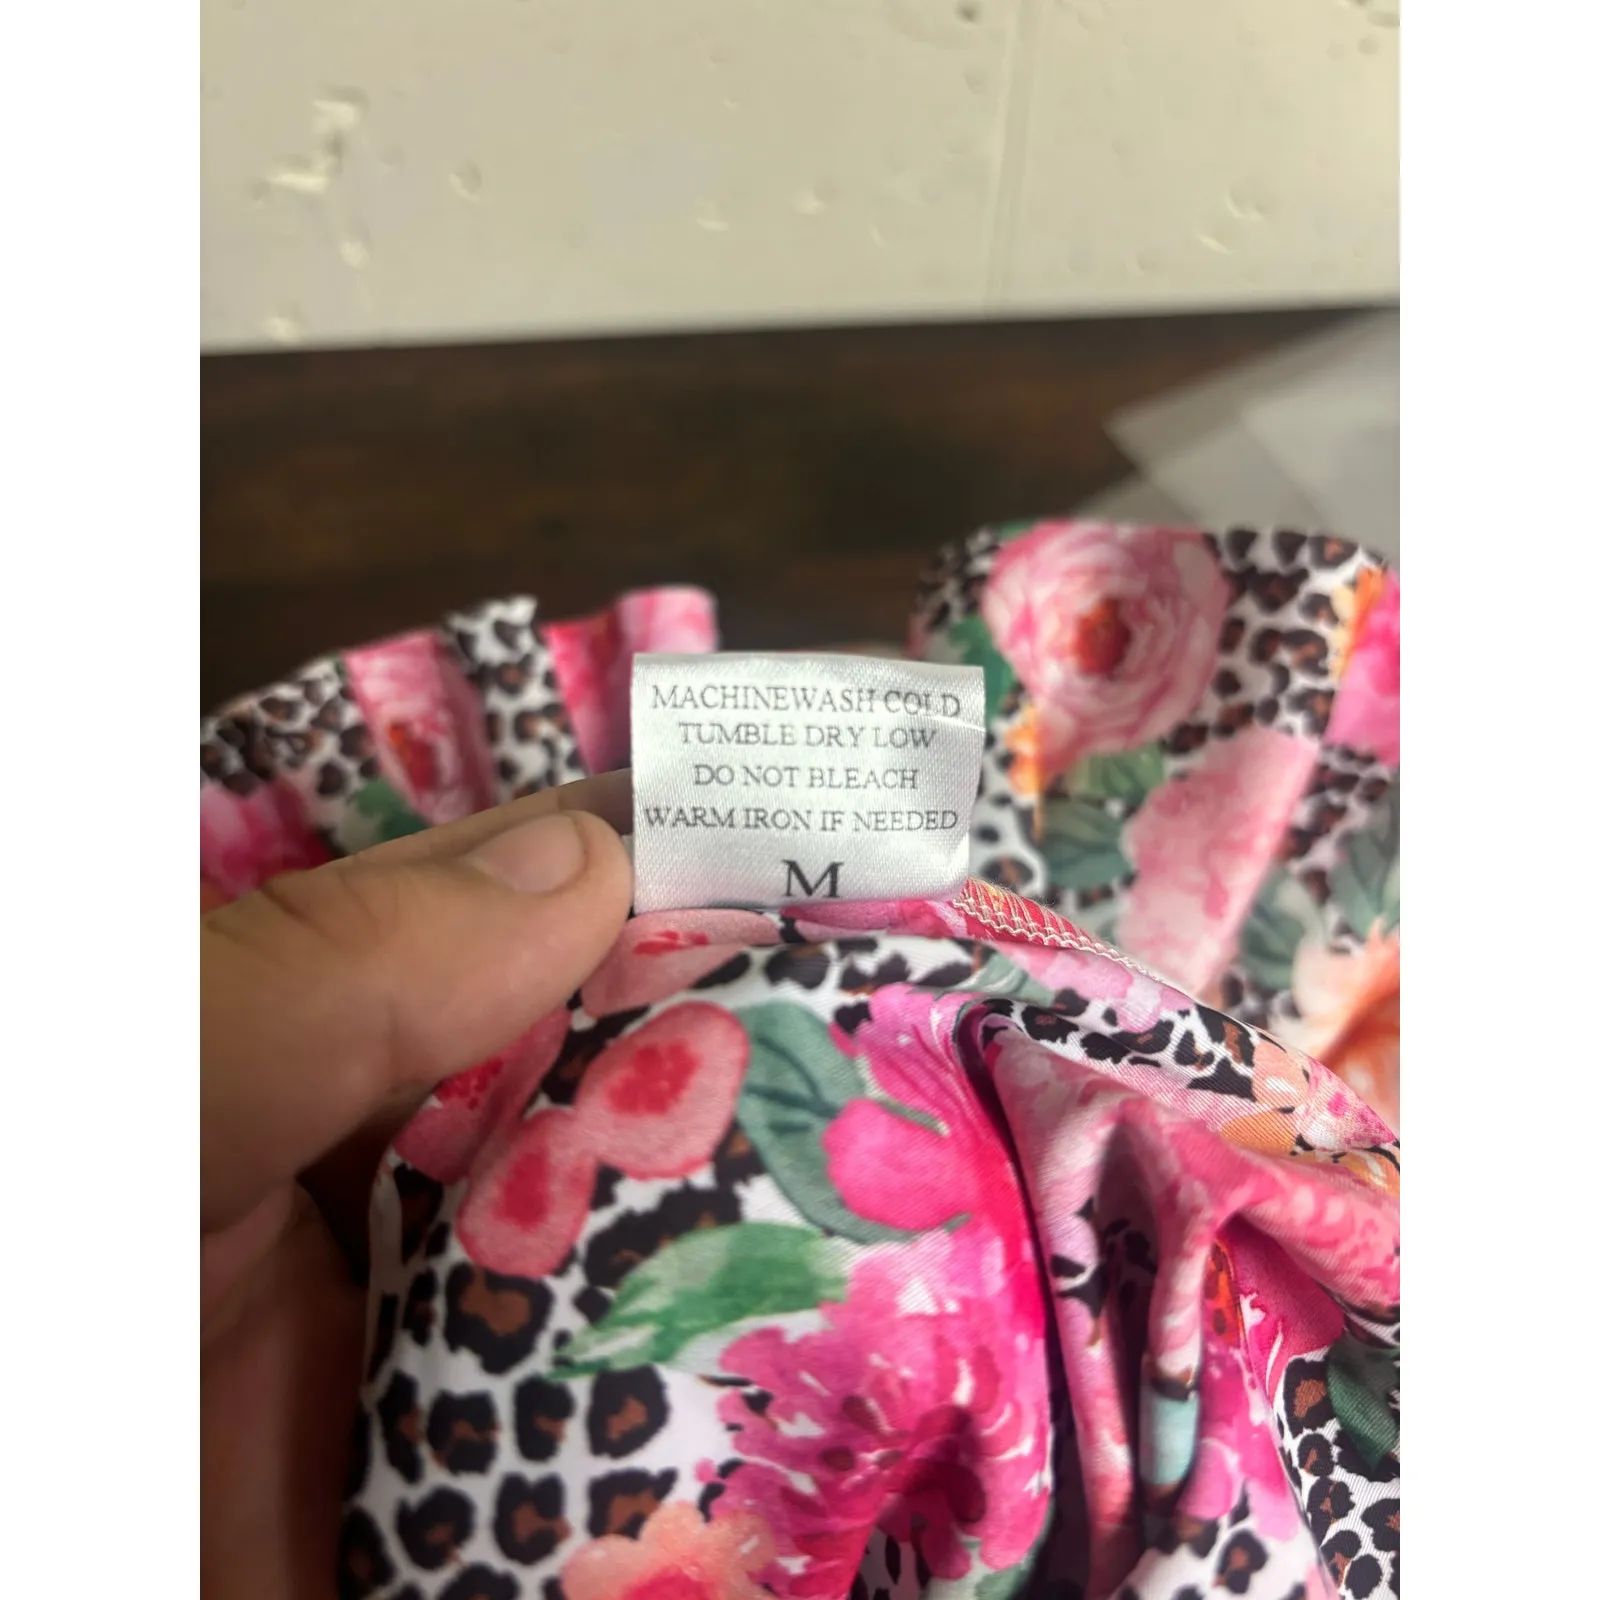 MACHINEWASH COLD
TUMBLE DRY LOW
DO NOT BLEACH
WARM IRON IF NEEDED
M